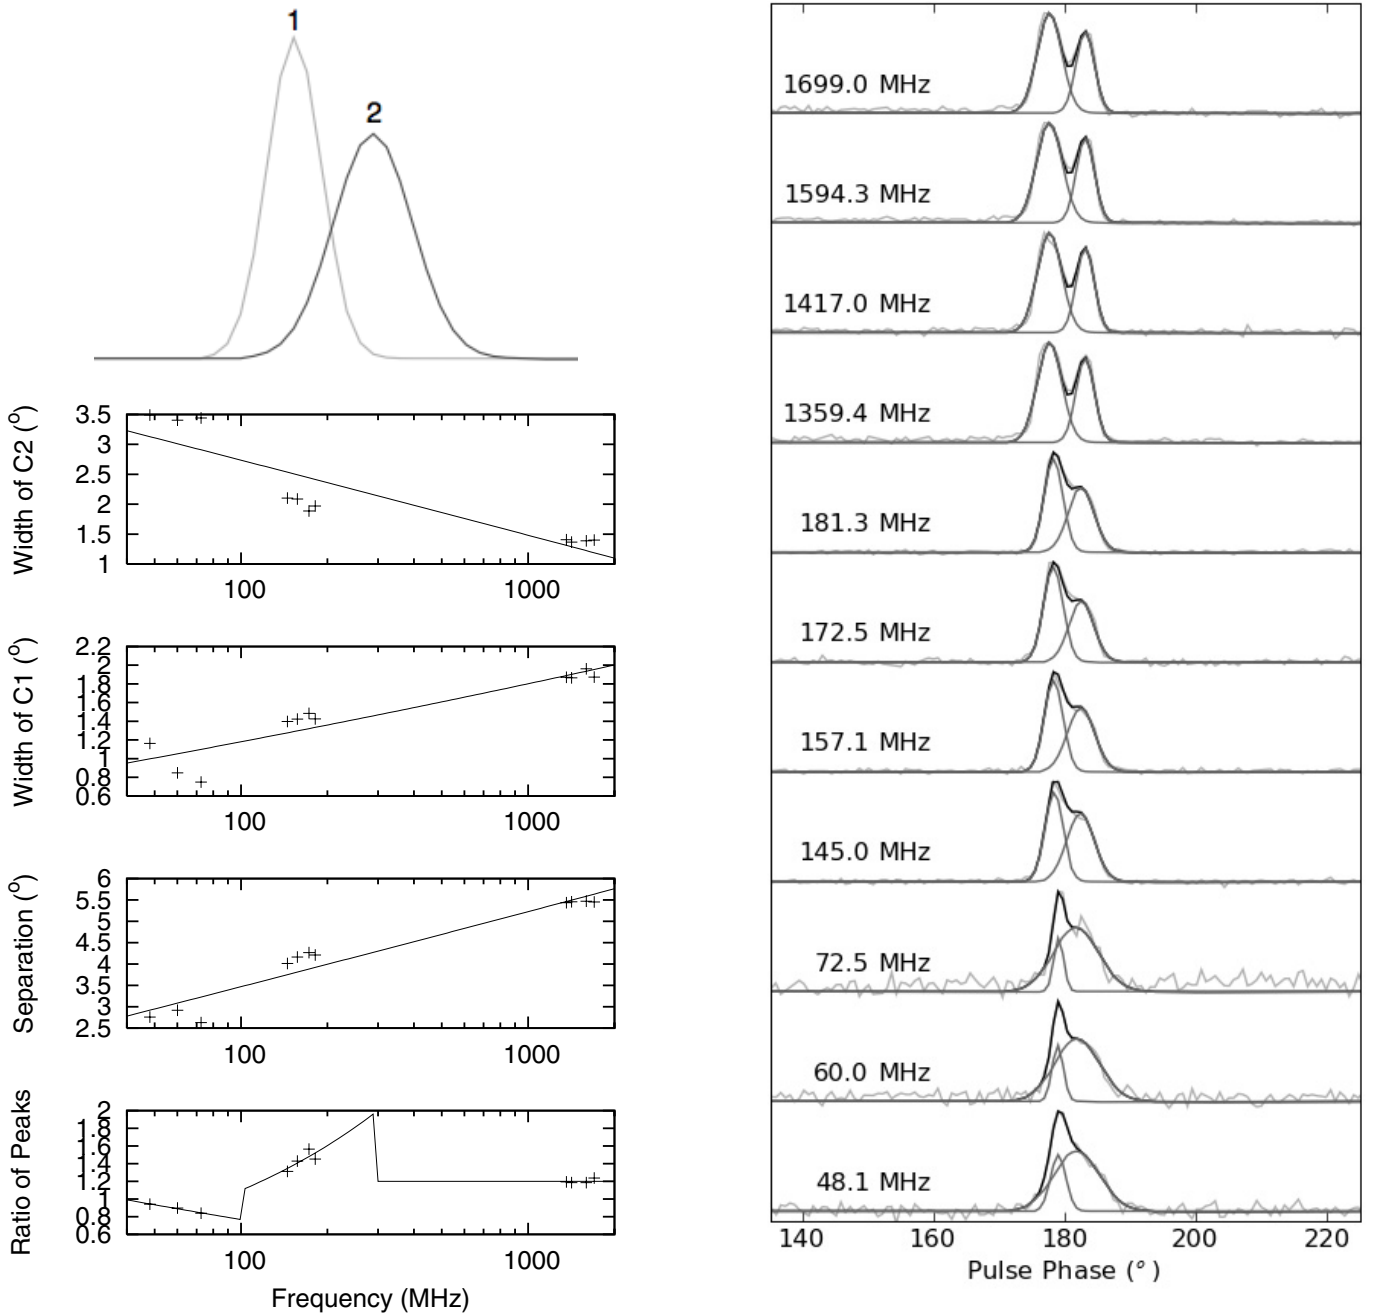 1
2
Width of C2 (°)
3.5
3
2.5
2
1.5
1
100
1000
Width of C1 (°)
2.2
2
1.8
1.6
1.4
1.2
1
0.8
0.6
100
1000
Separation (°)
6
5.5
5
4.5
4
3.5
3
2.5
100
1000
Ratio of Peaks
2
1.8
1.6
1.4
1.2
1
0.8
0.6
100
1000
Frequency (MHz)
1699.0 MHz
1594.3 MHz
1417.0 MHz
1359.4 MHz
181.3 MHz
172.5 MHz
157.1 MHz
145.0 MHz
72.5 MHz
60.0 MHz
48.1 MHz
140 160 180 200 220
Pulse Phase (°)